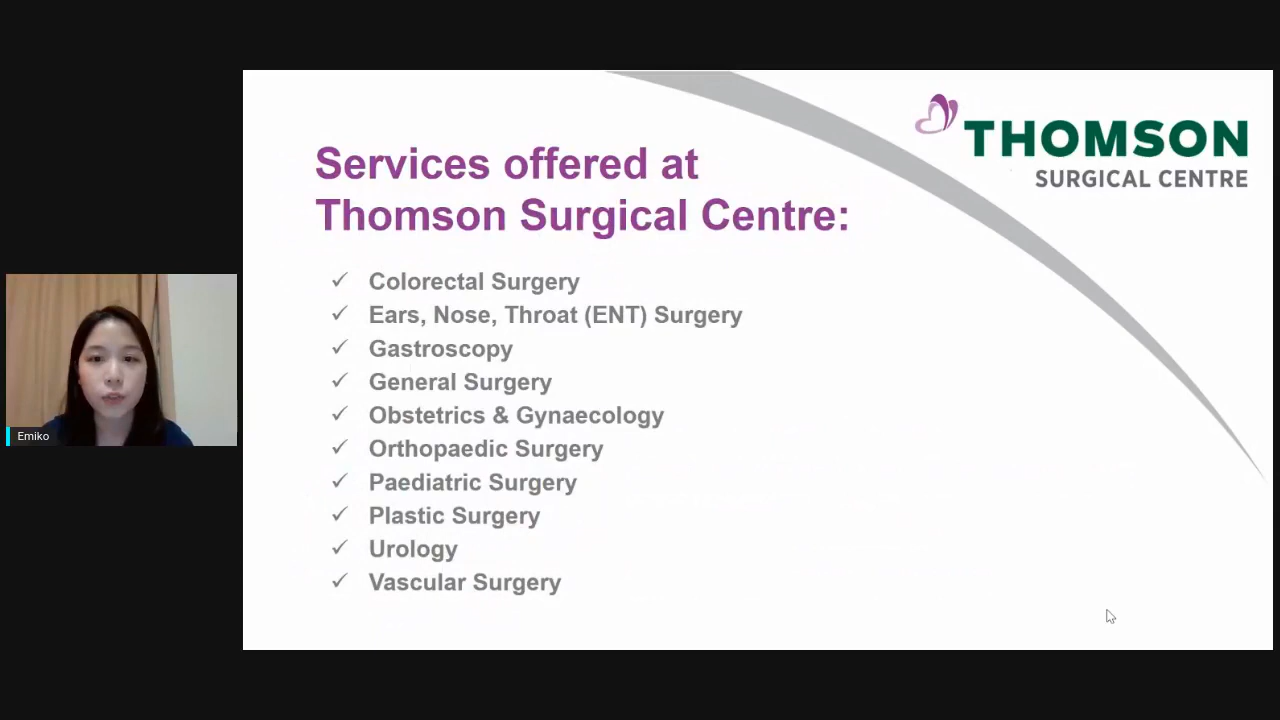 THOMSON
SURGICAL CENTRE
Services offered at
Thomson Surgical Centre:
✓ Colorectal Surgery
✓ Ears, Nose, Throat (ENT) Surgery
✓ Gastroscopy
✓ General Surgery
✓ Obstetrics & Gynaecology
✓ Orthopaedic Surgery
✓ Paediatric Surgery
✓ Plastic Surgery
✓ Urology
✓ Vascular Surgery
Emiko